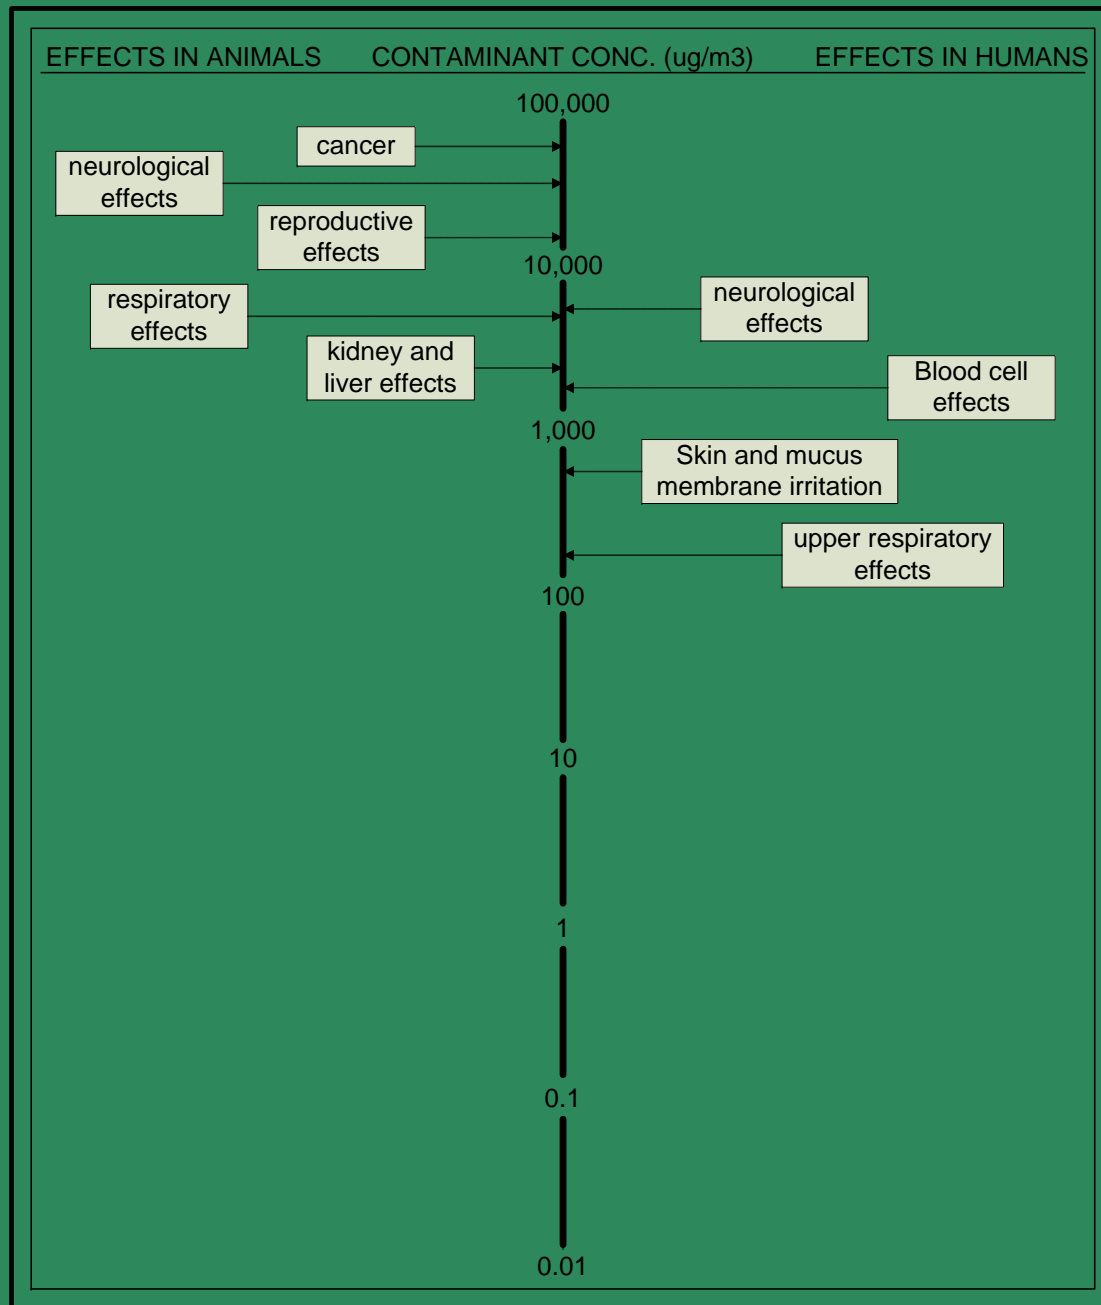 EFFECTS IN ANIMALS
CONTAMINANT CONC. (ug/m3)
EFFECTS IN HUMANS
100,000
cancer
neurological
effects
reproductive
effects
10,000
respiratory
effects
neurological
effects
kidney and
liver effects
Blood cell
effects
1,000
Skin and mucus
membrane irritation
upper respiratory
effects
100
10
1
0.1
0.01